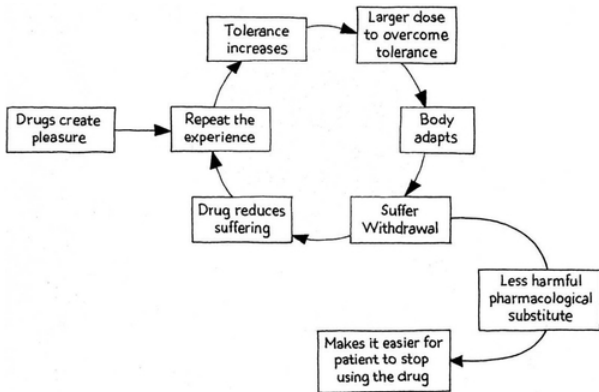 Tolerance
increases
Larger dose
to overcome
tolerance
Drugs create
pleasure
Repeat the
experience
Body
adapts
Drug reduces
suffering
Suffer
Withdrawal
Less harmful
pharmacological
substitute
Makes it easier for
patient to stop
using the drug